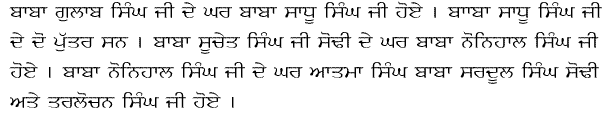 ਬਾਬਾ ਗੁਲਾਬ ਸਿੰਘ ਜੀ ਦੇ ਘਰ ਬਾਬਾ ਸਾਧੂ ਸਿੰਘ ਜੀ ਹੋਏ । ਬਾਾਬਾ ਸਾਧੂ ਸਿੰਘ ਜੀ
ਦੇ ਦੋ ਪੁੱਤਰ ਸਨ । ਬਾਬਾ ਸੂਚੇਤ ਸਿੰਘ ਜੀ ਸੋਢੀ ਦੇ ਘਰ ਬਾਬਾ ਨੋਨਿਹਾਲ ਸਿੰਘ ਜੀ
ਹੋਏ । ਬਾਬਾ ਨੋਨਿਹਾਲ ਸਿੰਘ ਜੀ ਦੇ ਘਰ ਆਤਮਾ ਸਿੰਘ ਬਾਬਾ ਸਰਦੂਲ ਸਿੰਘ ਸੋਢੀ
ਅਤੇ ਤਰਲੋਚਨ ਸਿੰਘ ਜੀ ਹੋਏ ।